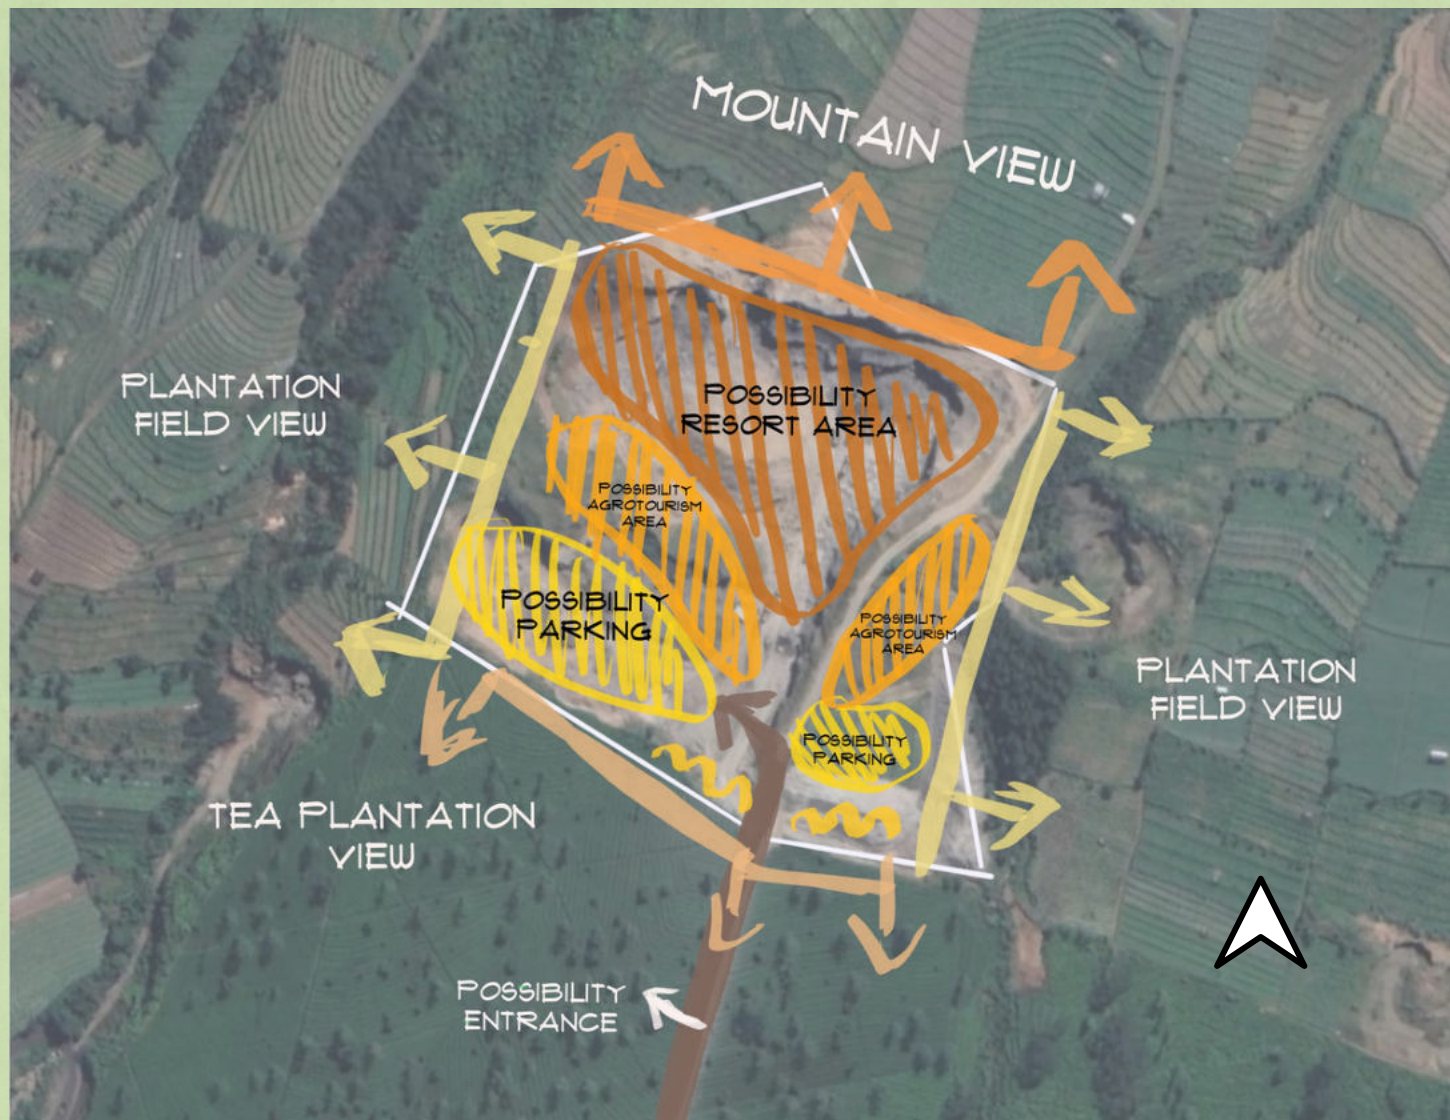 MOUNTAIN VIEW
PLANTATION
FIELD VIEW
POSSIBILITY
RESORT AREA
POSSIBILITY
AGROTOURISM
AREA
POSSIBILITY
PARKING
POSSIBILITY
AGROTOURISM
AREA
PLANTATION
FIELD VIEW
POSSIBILITY
PARKING
TEA PLANTATION
VIEW
POSSIBILITY
ENTRANCE